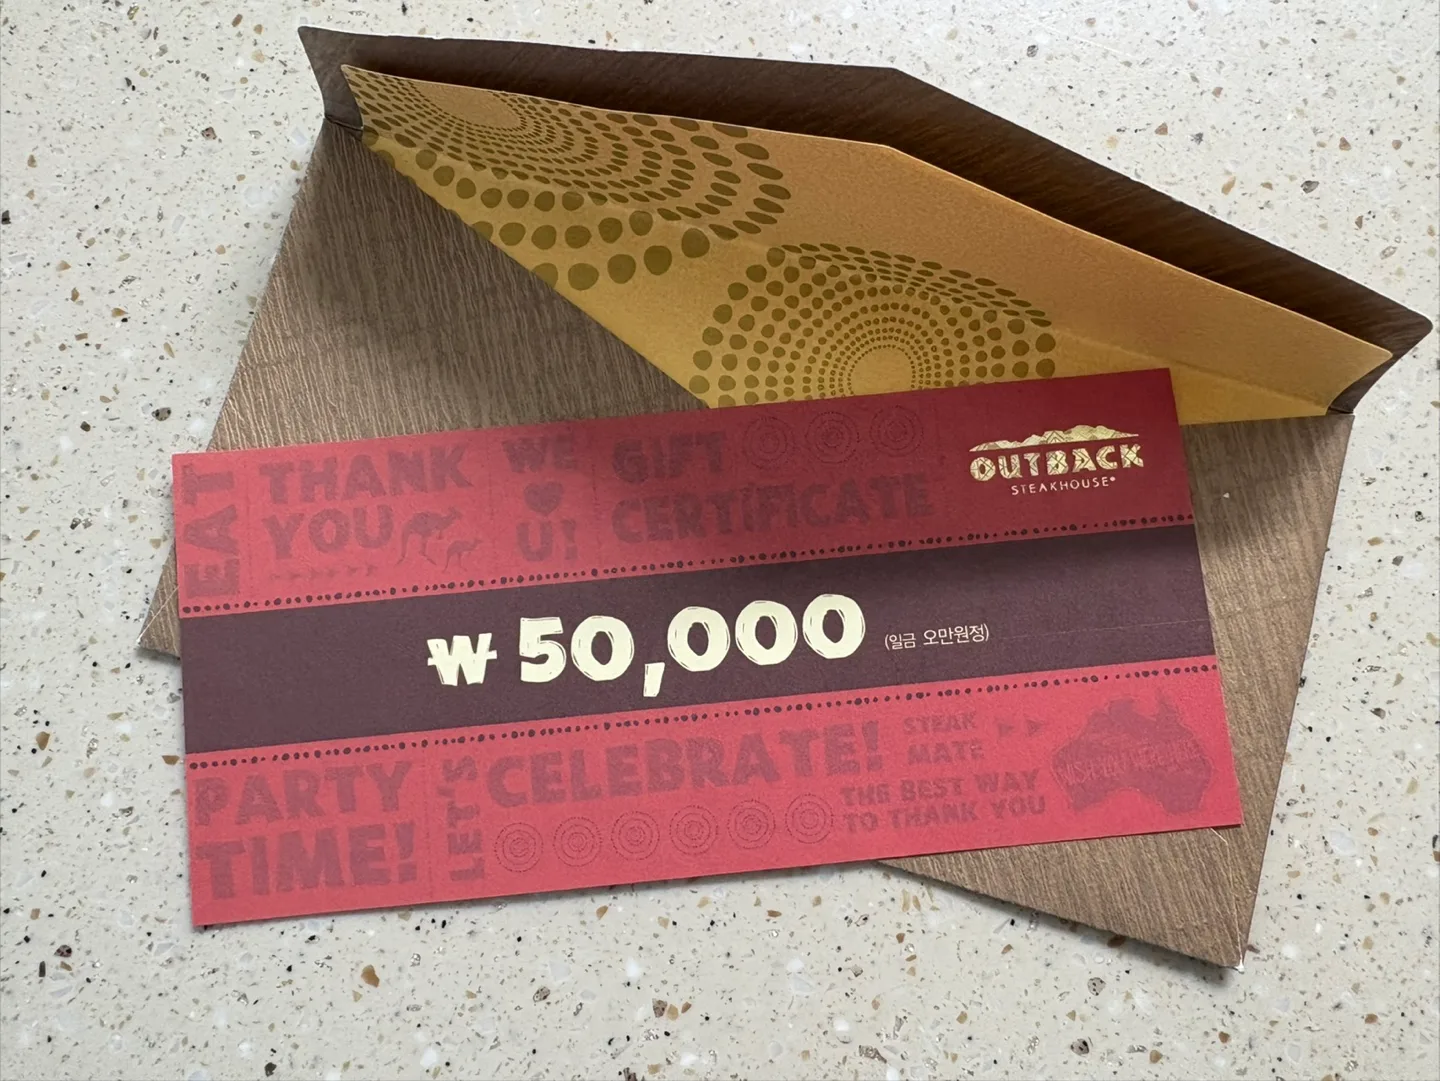 EAT
THANK
YOU
WE
U!
GIFT
CERTIFICATE
OUTBACK
STEAKHOUSE®
₩ 50,000 (일금 오만원정)
PARTY
TIME!
LET'S
CELEBRATE!
STEAK
MATE
THE BEST WAY
TO THANK YOU